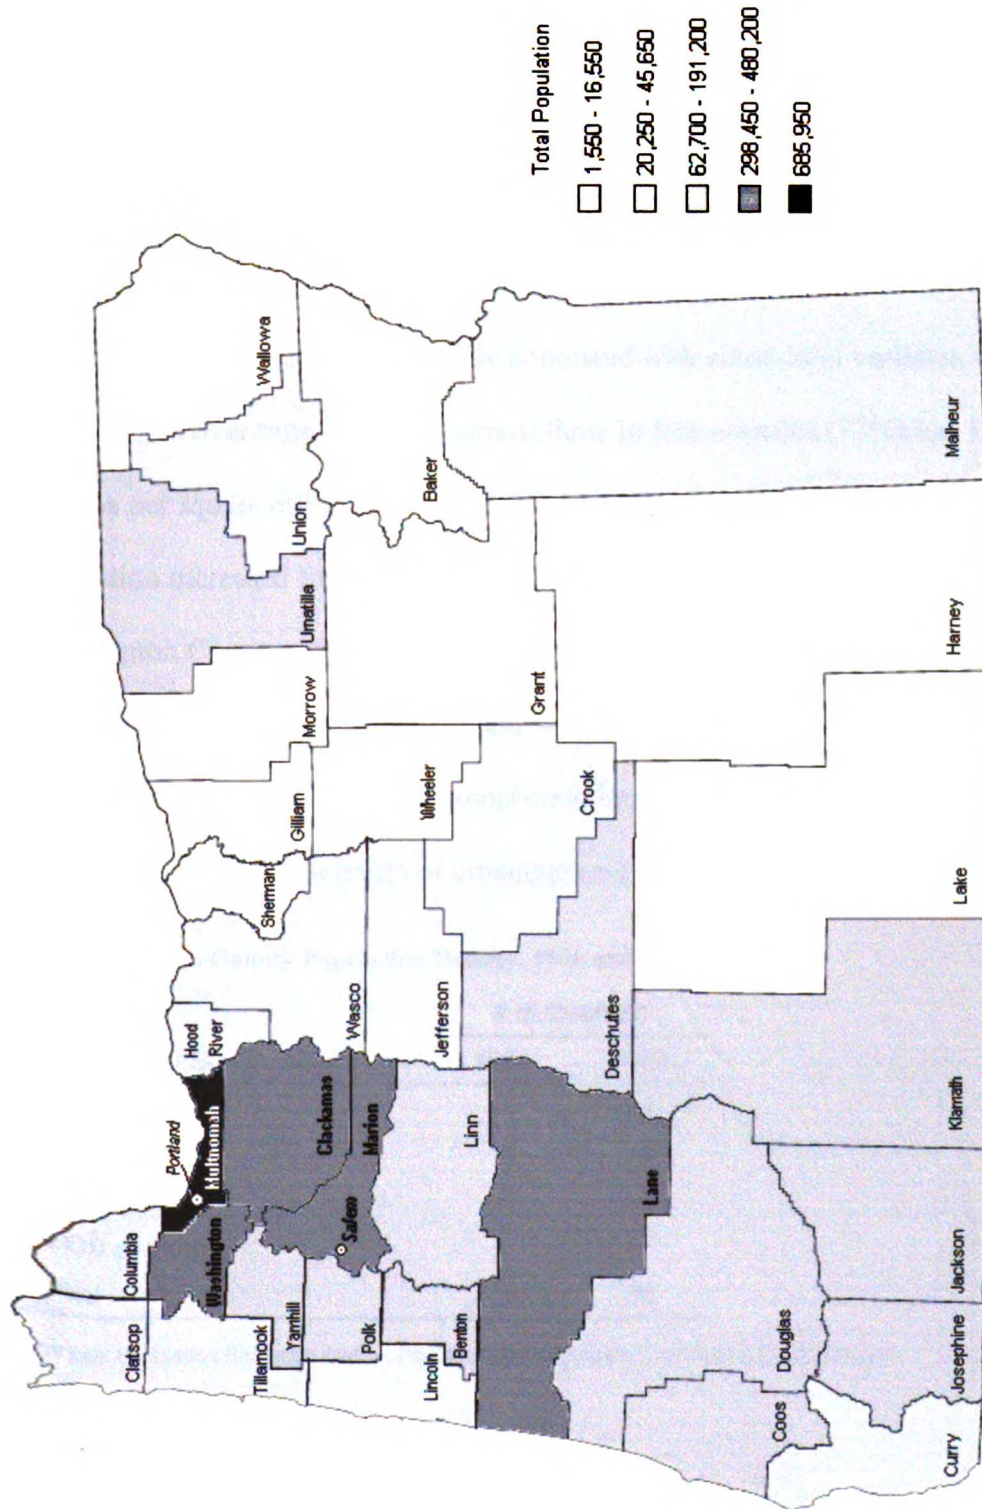 Clatsop
Columbia
Portland
Multnomah
Hood
River
Washington
Tillamook
Yamhill
Clackamas
Wasco
Sherman
Gilliam
Morrow
Umatilla
Union
Wallowa
Polk
Salem
Marion
Lincoln
Benton
Linn
Jefferson
Wheeler
Grant
Baker
Lane
Deschutes
Crook
Coos
Douglas
Curry
Josephine
Jackson
Klamath
Lake
Harney
Malheur
Total Population
1,550 - 16,550
20,250 - 45,650
62,700 - 191,200
298,450 - 480,200
685,950